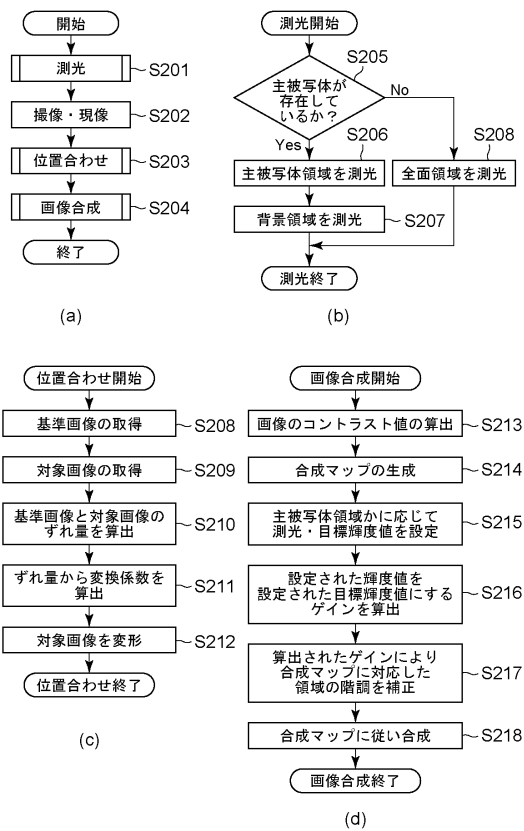 開始
測光
S201
撮像・現像
S202
位置合わせ
S203
画像合成
S204
終了
(a)
測光開始
S205
主被写体が
存在して
いるか？
No
Yes
S206
S208
主被写体領域を測光
全面領域を測光
背景領域を測光
S207
測光終了
(b)
位置合わせ開始
基準画像の取得
S208
対象画像の取得
S209
基準画像と対象画像の
ずれ量を算出
S210
ずれ量から変換係数を
算出
S211
対象画像を変形
S212
位置合わせ終了
(c)
画像合成開始
画像のコントラスト値の算出
S213
合成マップの生成
S214
主被写体領域かに応じて
測光・目標輝度値を設定
S215
設定された輝度値を
設定された目標輝度値にする
ゲインを算出
S216
算出されたゲインにより
合成マップに対応した
領域の階調を補正
S217
合成マップに従い合成
S218
画像合成終了
(d)